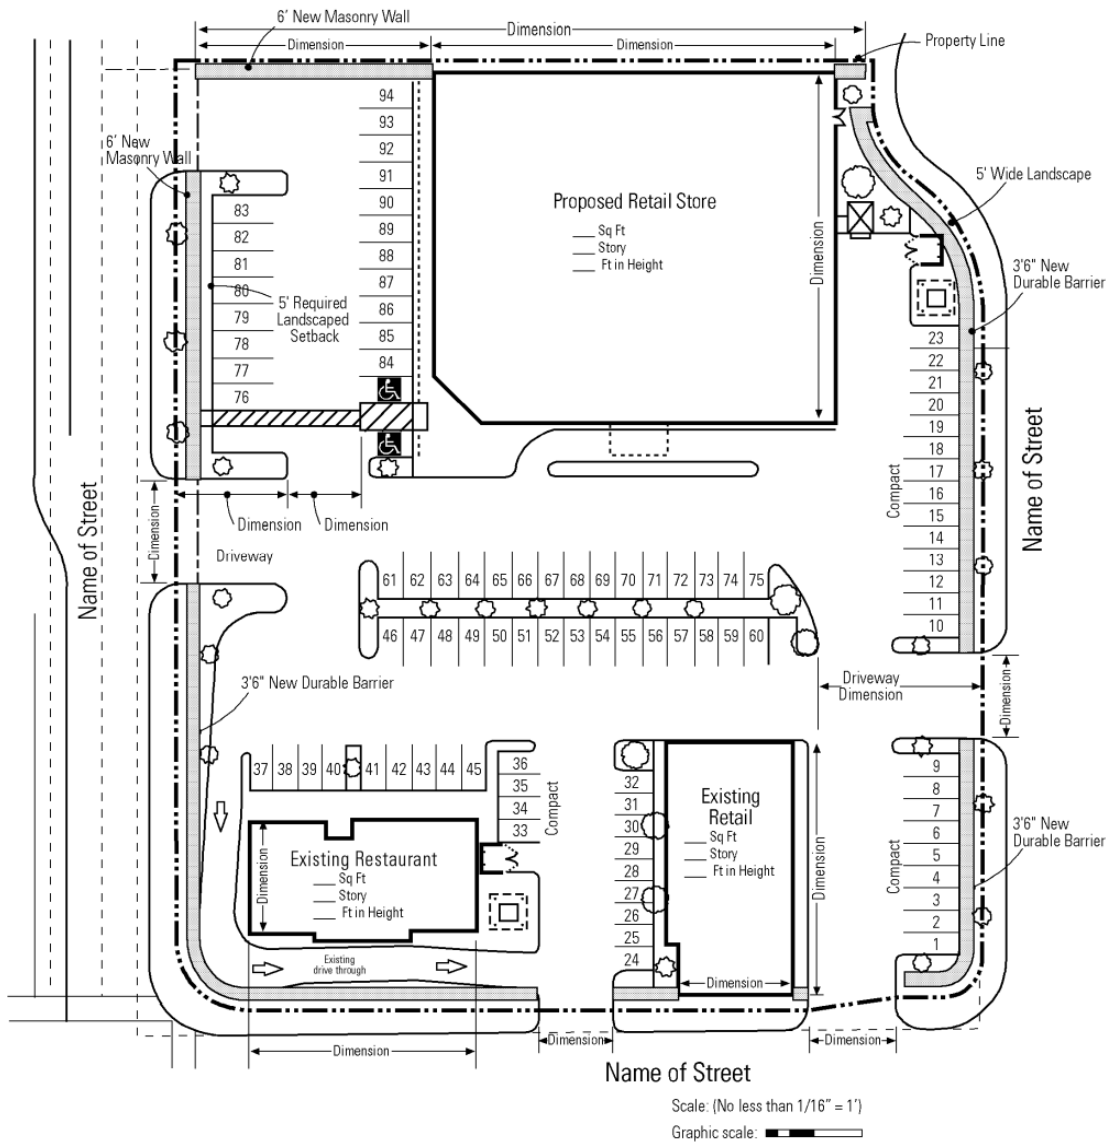 6' New Masonry Wall
Dimension
Dimension
Dimension
Property Line
6' New
Masonry Wall
94
93
92
91
90
89
88
87
86
85
84
83
82
81
80
79
78
77
76
5' Required
Landscaped
Setback
Proposed Retail Store
___ Sq Ft
___ Story
___ Ft in Height
Dimension
5' Wide Landscape
3'6" New
Durable Barrier
23
22
21
20
19
18
17
16
15
14
13
12
11
10
Compact
Name of Street
Name of Street
Dimension
Dimension
Dimension
Driveway
61 62 63 64 65 66 67 68 69 70 71 72 73 74 75
46 47 48 49 50 51 52 53 54 55 56 57 58 59 60
Driveway
Dimension
Dimension
3'6" New Durable Barrier
37 38 39 40 41 42 43 44 45
36
35
34
33
Compact
32
31
30
29
28
27
26
25
24
Existing Restaurant
___ Sq Ft
___ Story
___ Ft in Height
Dimension
Existing
Retail
___ Sq Ft
___ Story
___ Ft in Height
Dimension
Dimension
9
8
7
6
5
4
3
2
1
Compact
3'6" New
Durable Barrier
Existing
drive through
Dimension
Dimension
Dimension
Name of Street
Scale: (No less than 1/16" = 1')
Graphic scale: